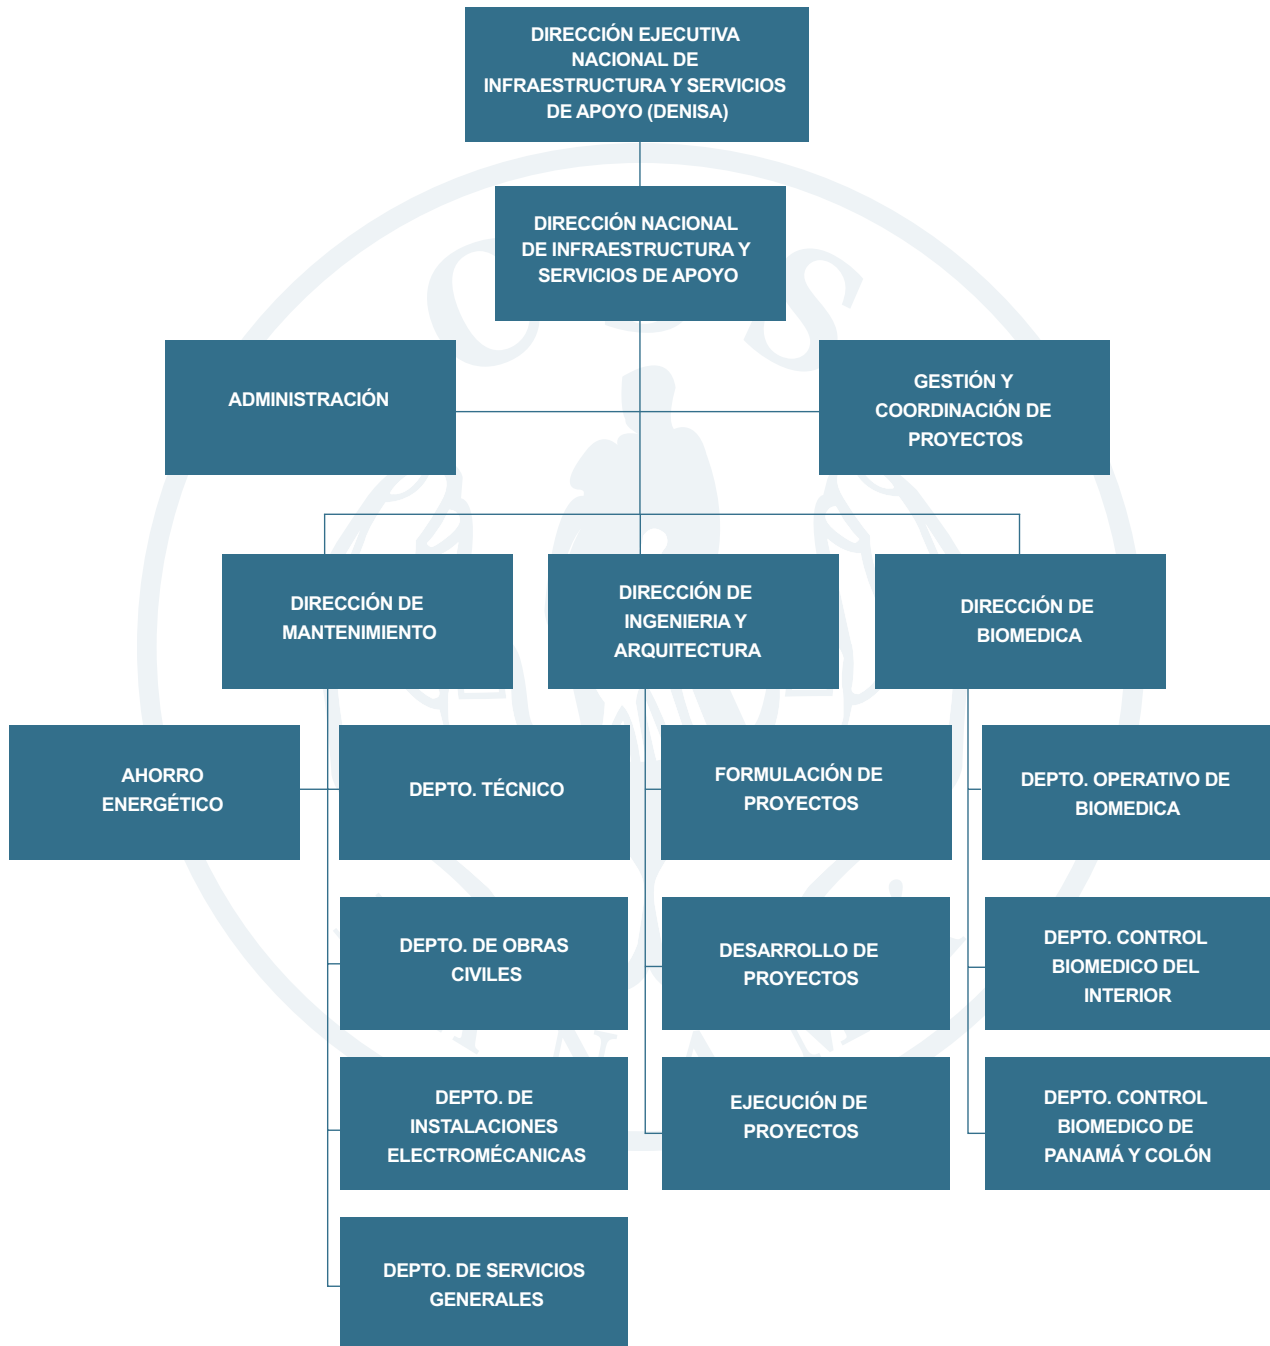 DIRECCIÓN EJECUTIVA
NACIONAL DE
INFRAESTRUCTURA Y SERVICIOS
DE APOYO (DENISA)
DIRECCIÓN NACIONAL
DE INFRAESTRUCTURA Y
SERVICIOS DE APOYO
ADMINISTRACIÓN
GESTIÓN Y
COORDINACIÓN DE
PROYECTOS
DIRECCIÓN DE
MANTENIMIENTO
DIRECCIÓN DE
INGENIERIA Y
ARQUITECTURA
DIRECCIÓN DE
BIOMEDICA
AHORRO
ENERGÉTICO
DEPTO. TÉCNICO
FORMULACIÓN DE
PROYECTOS
DEPTO. OPERATIVO DE
BIOMEDICA
DEPTO. DE OBRAS
CIVILES
DESARROLLO DE
PROYECTOS
DEPTO. CONTROL
BIOMEDICO DEL
INTERIOR
DEPTO. DE
INSTALACIONES
ELECTROMÉCANICAS
EJECUCIÓN DE
PROYECTOS
DEPTO. CONTROL
BIOMEDICO DE
PANAMÁ Y COLÓN
DEPTO. DE SERVICIOS
GENERALES